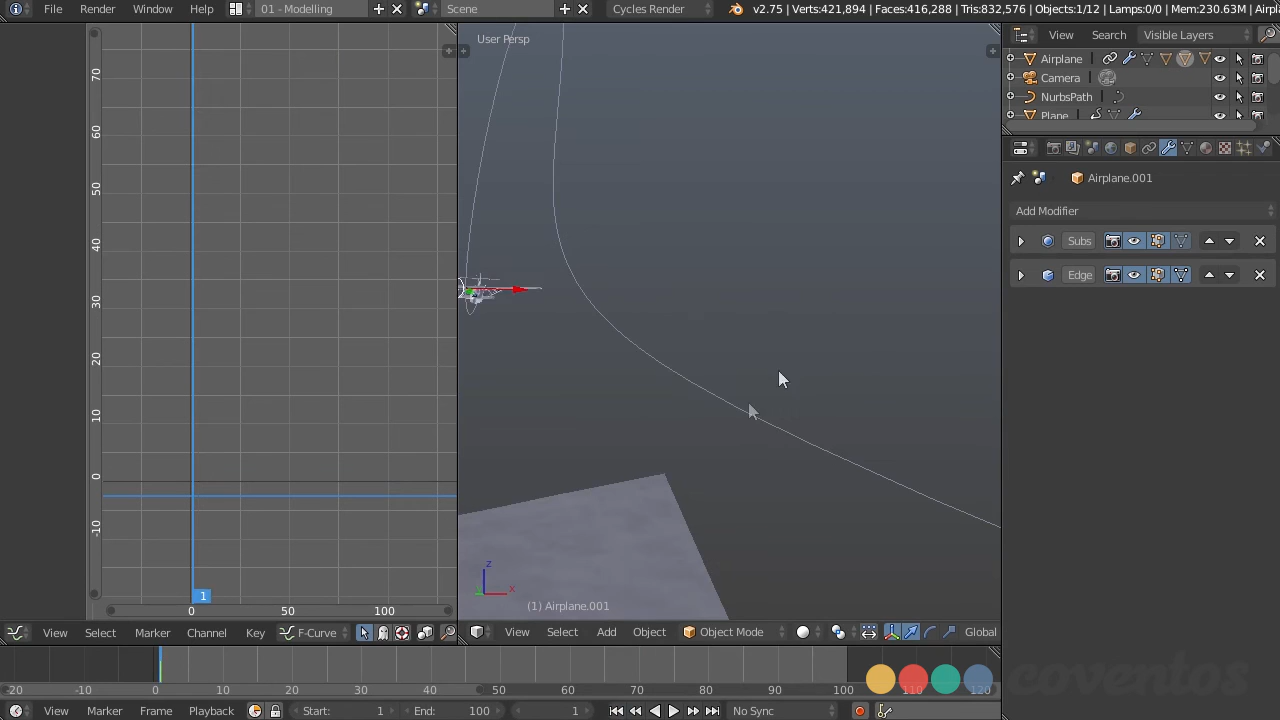 File Render Window Help 01 - Modelling Scene Cycles Render v2.75 | Verts:421,894 | Faces:416,288 | Tris:832,576 | Objects:1/12 | Lamps:0/0 | Mem:230.63M |
View Search Visible Layers
Airplane
Camera
NurbsPath
Plane
Airplane.001
Add Modifier
Subs
Edge
User Persp
70
60
50
40
30
20
10
0
-10
1
0 50 100
z
x
(1) Airplane.001
View Select Marker Channel Key F-Curve
View Select Add Object Object Mode Global
-20 -10 0 10 20 30 40 50 60 70 80 90 100 110 120
View Marker Frame Playback Start: 1 End: 100 1 No Sync
coventos